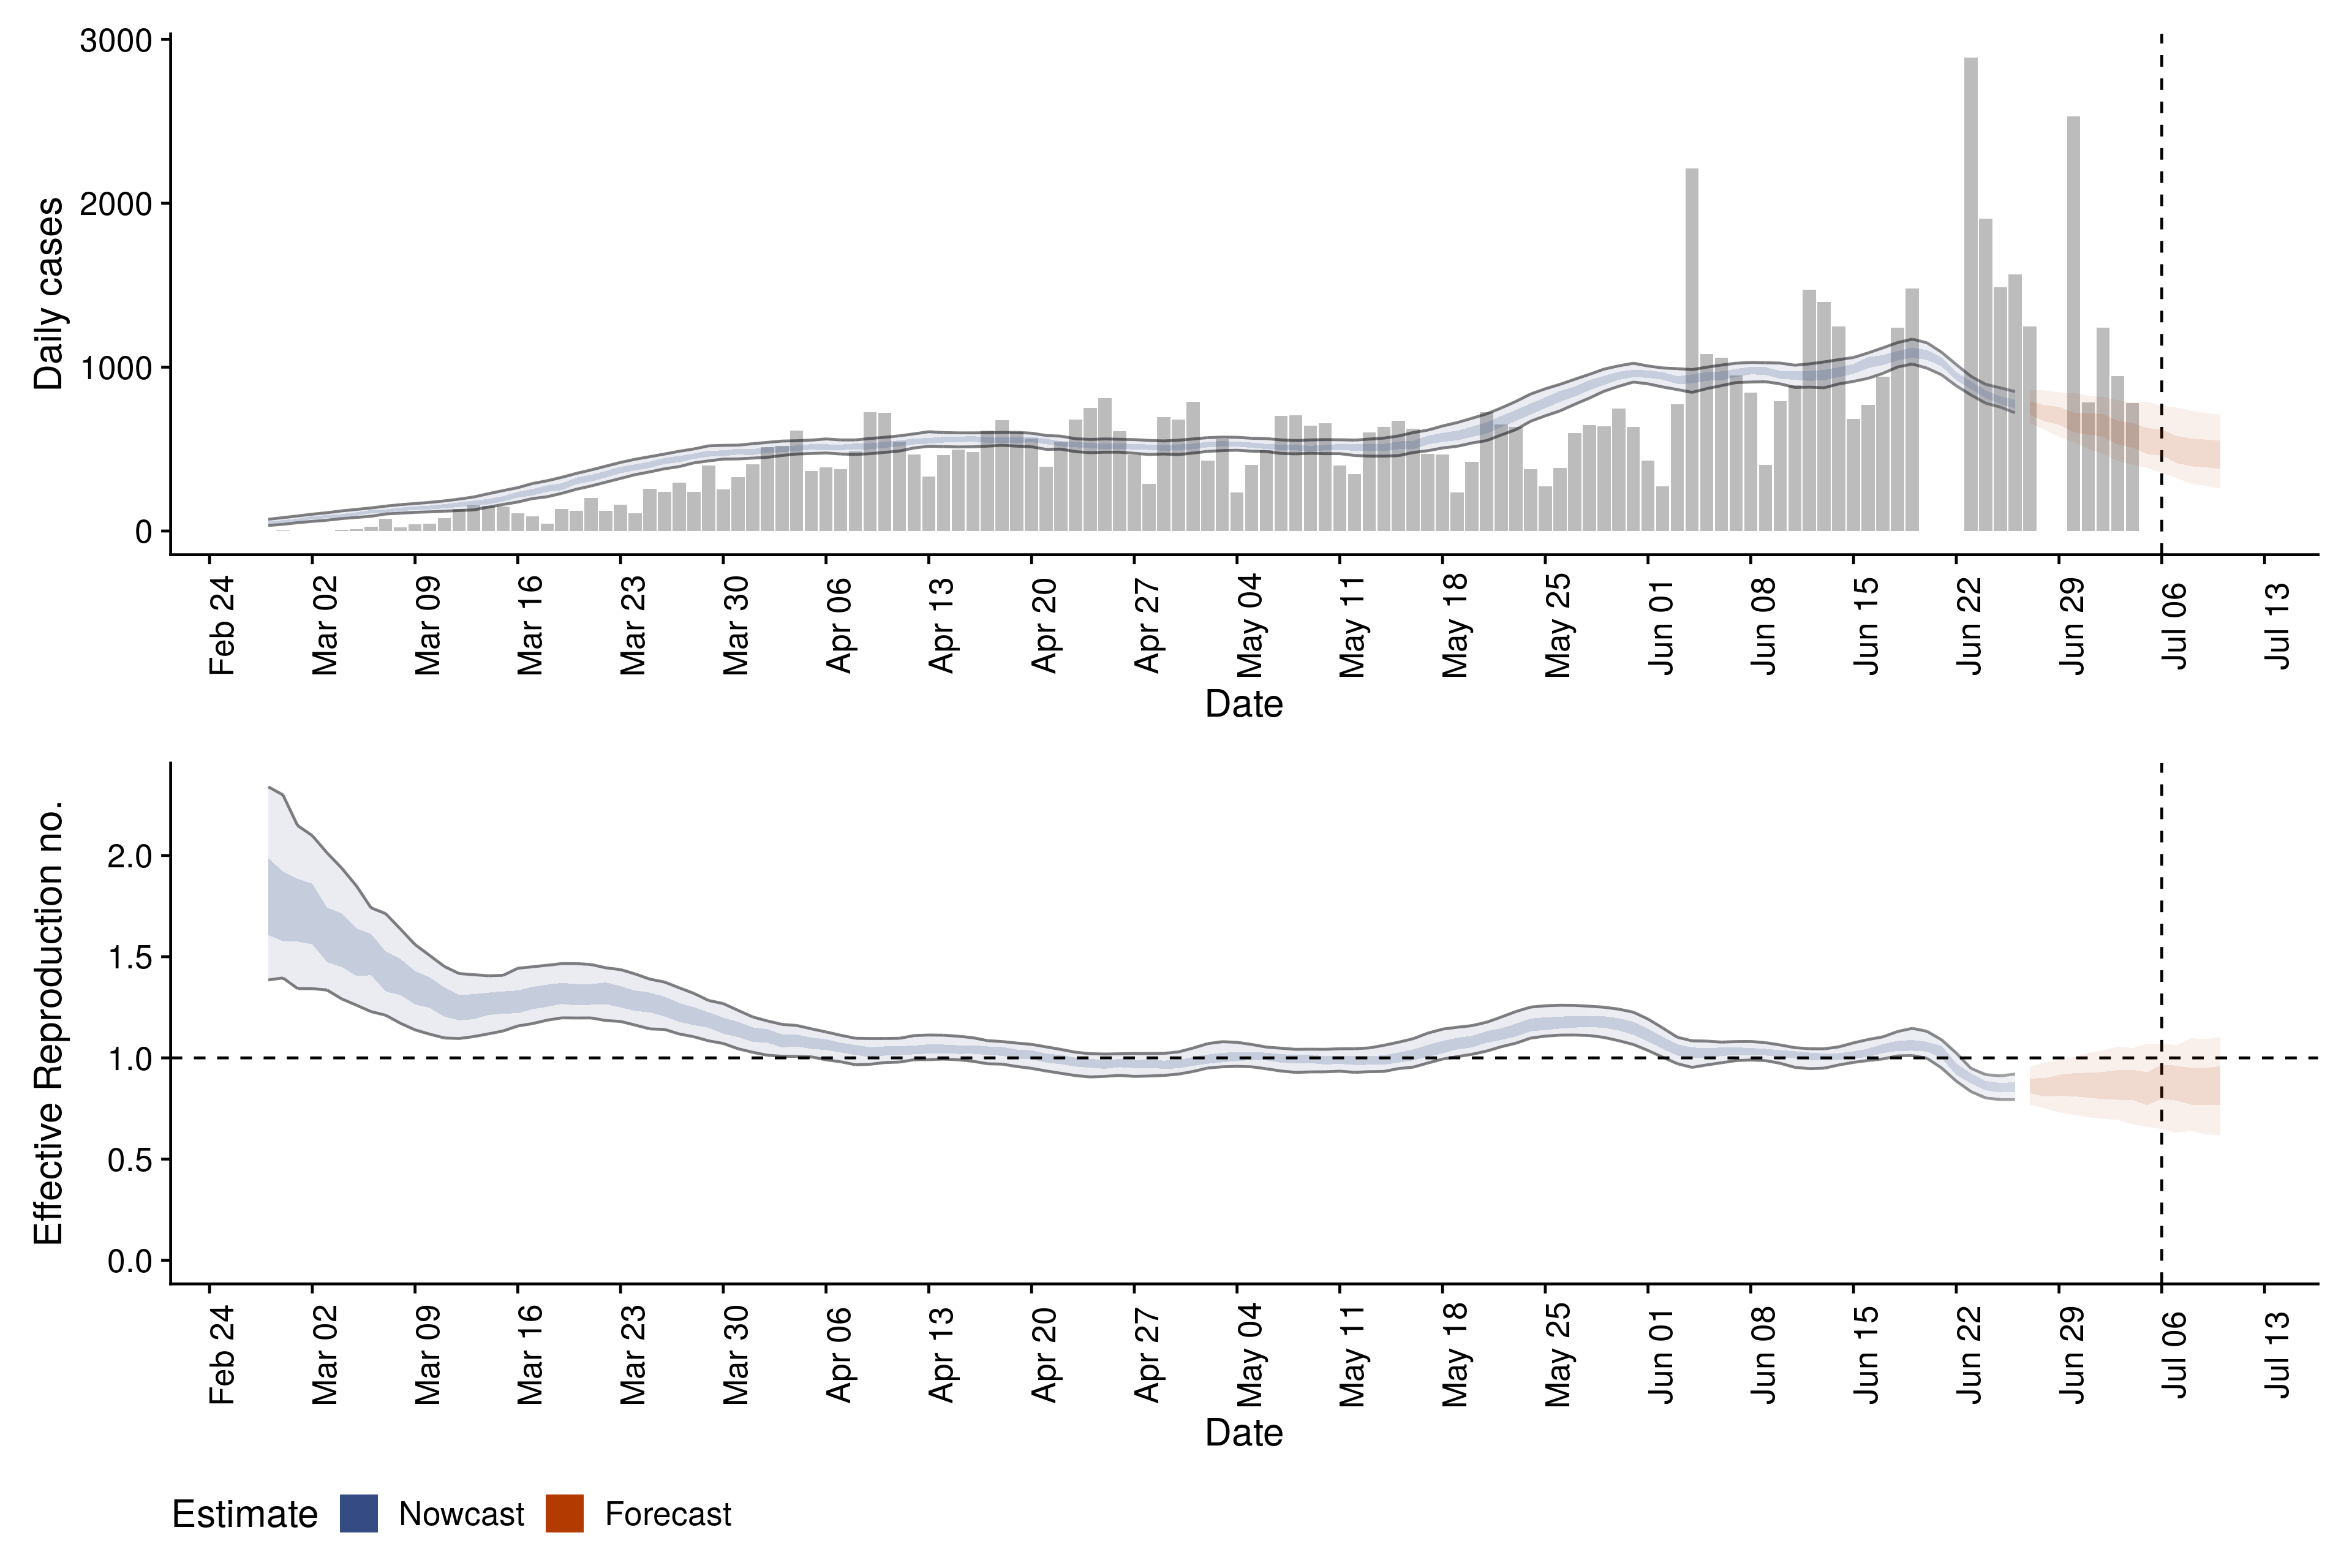 Daily cases
3000
2000
1000
0
Feb 24 Mar 02 Mar 09 Mar 16 Mar 23 Mar 30 Apr 06 Apr 13 Apr 20 Apr 27 May 04 May 11 May 18 May 25 Jun 01 Jun 08 Jun 15 Jun 22 Jun 29 Jul 06 Jul 13
Date
Effective Reproduction no.
2.0
1.5
1.0
0.5
0.0
Feb 24 Mar 02 Mar 09 Mar 16 Mar 23 Mar 30 Apr 06 Apr 13 Apr 20 Apr 27 May 04 May 11 May 18 May 25 Jun 01 Jun 08 Jun 15 Jun 22 Jun 29 Jul 06 Jul 13
Date
Estimate Nowcast Forecast